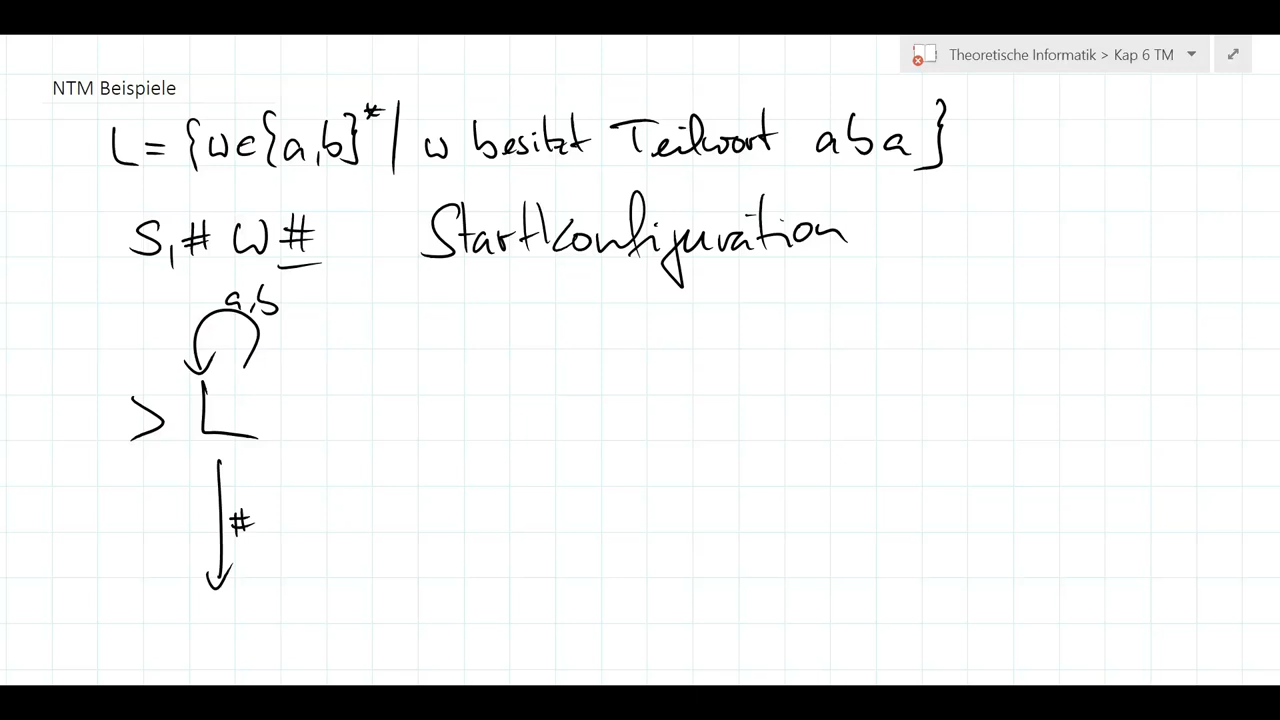 Theoretische Informatik > Kap 6 TM
NTM Beispiele
L = {w∈{a,b}* | w besitzt Teilwort aba}
s, # w # Startkonfiguration
a,b
> L
#